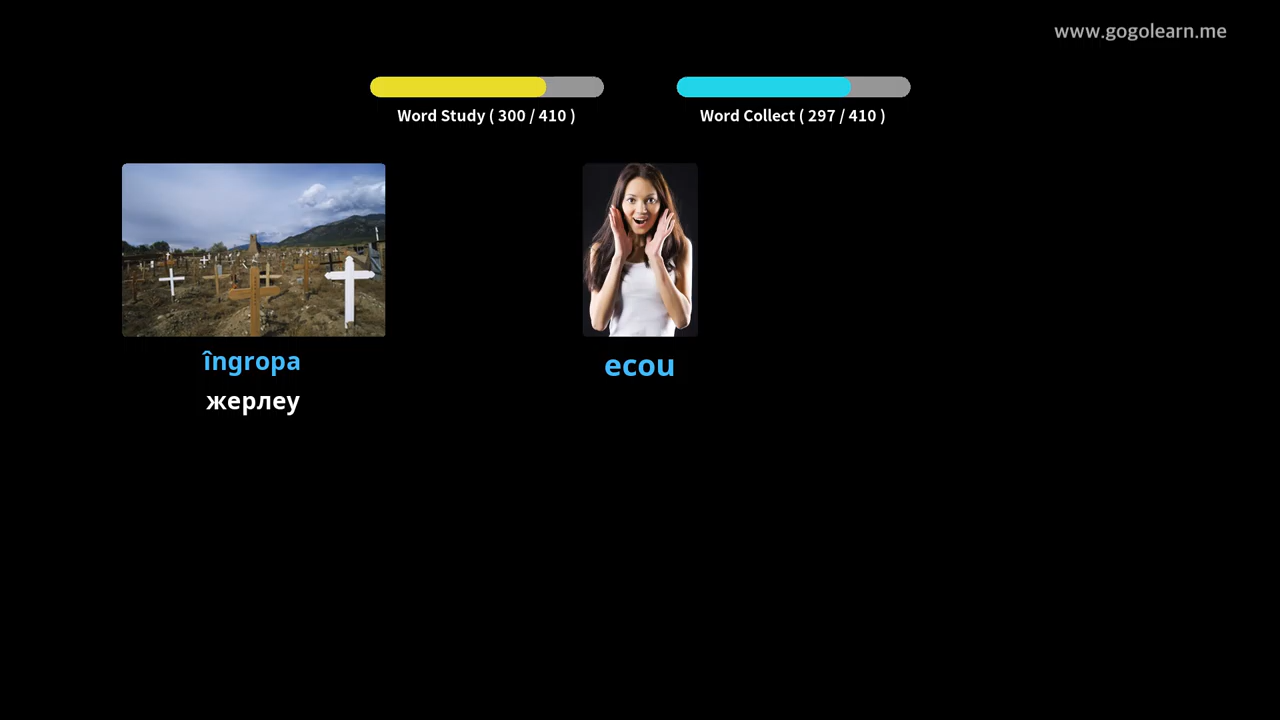 www.gogolearn.me
Word Study ( 300 / 410 )
Word Collect ( 297 / 410 )
îngropa
жерлеу
ecou